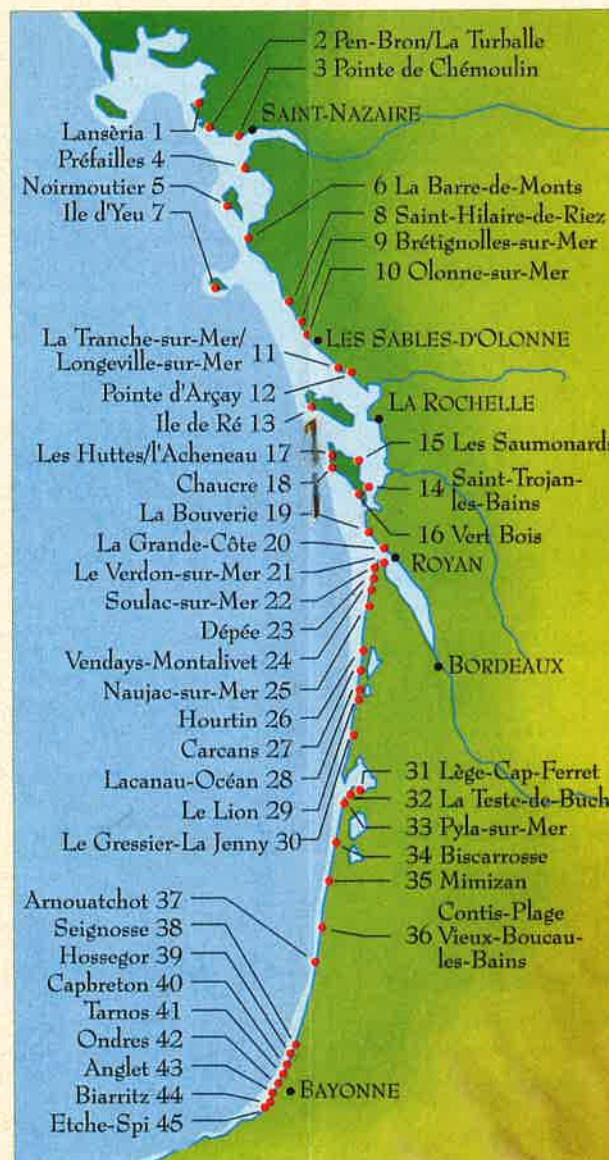 2 Pen-Bron/La Turballe
3 Pointe de Chémoulin
SAINT-NAZAIRE
Lansèria 1
Préfailles 4
Noirmoutier 5
6 La Barre-de-Monts
Ile d'Yeu 7
8 Saint-Hilaire-de-Riez
9 Brétignolles-sur-Mer
10 Olonne-sur-Mer
La Tranche-sur-Mer/
Longeville-sur-Mer 11
LES SABLES-D'OLONNE
Pointe d'Arçay 12
Ile de Ré 13
LA ROCHELLE
Les Huttes/l'Acheneau 17
15 Les Saumonards
Chaucre 18
14 Saint-Trojan-
les-Bains
La Bouverie 19
16 Vert Bois
La Grande-Côte 20
Le Verdon-sur-Mer 21
ROYAN
Soulac-sur-Mer 22
Dépée 23
Vendays-Montalivet 24
BORDEAUX
Naujac-sur-Mer 25
Hourtin 26
Carcans 27
Lacanau-Océan 28
31 Lège-Cap-Ferret
Le Lion 29
32 La Teste-de-Buch
Le Gressier-La Jenny 30
33 Pyla-sur-Mer
34 Biscarrosse
35 Mimizan
Arnouatchot 37
Contis-Plage
Seignosse 38
36 Vieux-Boucau-
les-Bains
Hossegor 39
Capbreton 40
Tarnos 41
Ondres 42
Anglet 43
Biarritz 44
BAYONNE
Etche-Spi 45